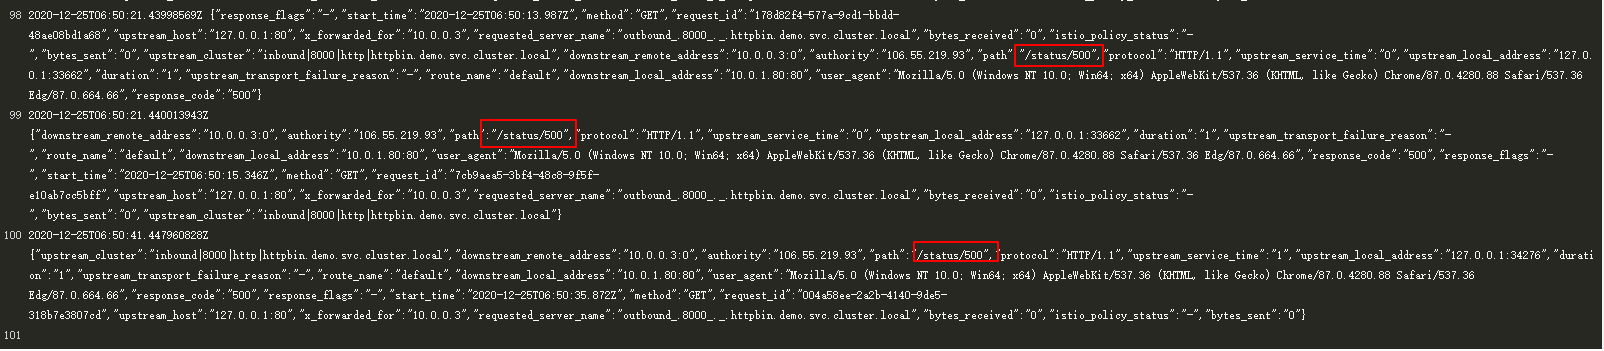 98 2020-12-25T06:50:21.43998569Z {"response_flags":"-","start_time":"2020-12-25T06:50:13.987Z","method":"GET","request_id":"178d82f4-577a-9cd1-bbdd-
48ae08bd1a68","upstream_host":"127.0.0.1:80","x_forwarded_for":"10.0.0.3","requested_server_name":"outbound_.8000_._.httpbin.demo.svc.cluster.local","bytes_received":"0","istio_policy_status":"-
","bytes_sent":"0","upstream_cluster":"inbound|8000|http|httpbin.demo.svc.cluster.local","downstream_remote_address":"10.0.0.3:0","authority":"106.55.219.93","path":"/status/500","protocol":"HTTP/1.1","upstream_service_time":"0","upstream_local_address":"127.0.
0.1:33662","duration":"1","upstream_transport_failure_reason":"-","route_name":"default","downstream_local_address":"10.0.1.80:80","user_agent":"Mozilla/5.0 (Windows NT 10.0; Win64; x64) AppleWebKit/537.36 (KHTML, like Gecko) Chrome/87.0.4280.88 Safari/537.36
Edg/87.0.664.66","response_code":"500"}
99 2020-12-25T06:50:21.440013943Z
{"downstream_remote_address":"10.0.0.3:0","authority":"106.55.219.93","path":"/status/500","protocol":"HTTP/1.1","upstream_service_time":"0","upstream_local_address":"127.0.0.1:33662","duration":"1","upstream_transport_failure_reason":"-
","route_name":"default","downstream_local_address":"10.0.1.80:80","user_agent":"Mozilla/5.0 (Windows NT 10.0; Win64; x64) AppleWebKit/537.36 (KHTML, like Gecko) Chrome/87.0.4280.88 Safari/537.36 Edg/87.0.664.66","response_code":"500","response_flags":"-
","start_time":"2020-12-25T06:50:15.346Z","method":"GET","request_id":"7cb9aea5-3bf4-48c8-9f5f-
e10ab7cc5bff","upstream_host":"127.0.0.1:80","x_forwarded_for":"10.0.0.3","requested_server_name":"outbound_.8000_._.httpbin.demo.svc.cluster.local","bytes_received":"0","istio_policy_status":"-
","bytes_sent":"0","upstream_cluster":"inbound|8000|http|httpbin.demo.svc.cluster.local"}
100 2020-12-25T06:50:41.447960828Z
{"upstream_cluster":"inbound|8000|http|httpbin.demo.svc.cluster.local","downstream_remote_address":"10.0.0.3:0","authority":"106.55.219.93","path":"/status/500","protocol":"HTTP/1.1","upstream_service_time":"1","upstream_local_address":"127.0.0.1:34276","durati
on":"1","upstream_transport_failure_reason":"-","route_name":"default","downstream_local_address":"10.0.1.80:80","user_agent":"Mozilla/5.0 (Windows NT 10.0; Win64; x64) AppleWebKit/537.36 (KHTML, like Gecko) Chrome/87.0.4280.88 Safari/537.36
Edg/87.0.664.66","response_code":"500","response_flags":"-","start_time":"2020-12-25T06:50:35.872Z","method":"GET","request_id":"004a58ee-2a2b-4140-9de5-
318b7e3807cd","upstream_host":"127.0.0.1:80","x_forwarded_for":"10.0.0.3","requested_server_name":"outbound_.8000_._.httpbin.demo.svc.cluster.local","bytes_received":"0","istio_policy_status":"-","bytes_sent":"0"}
101